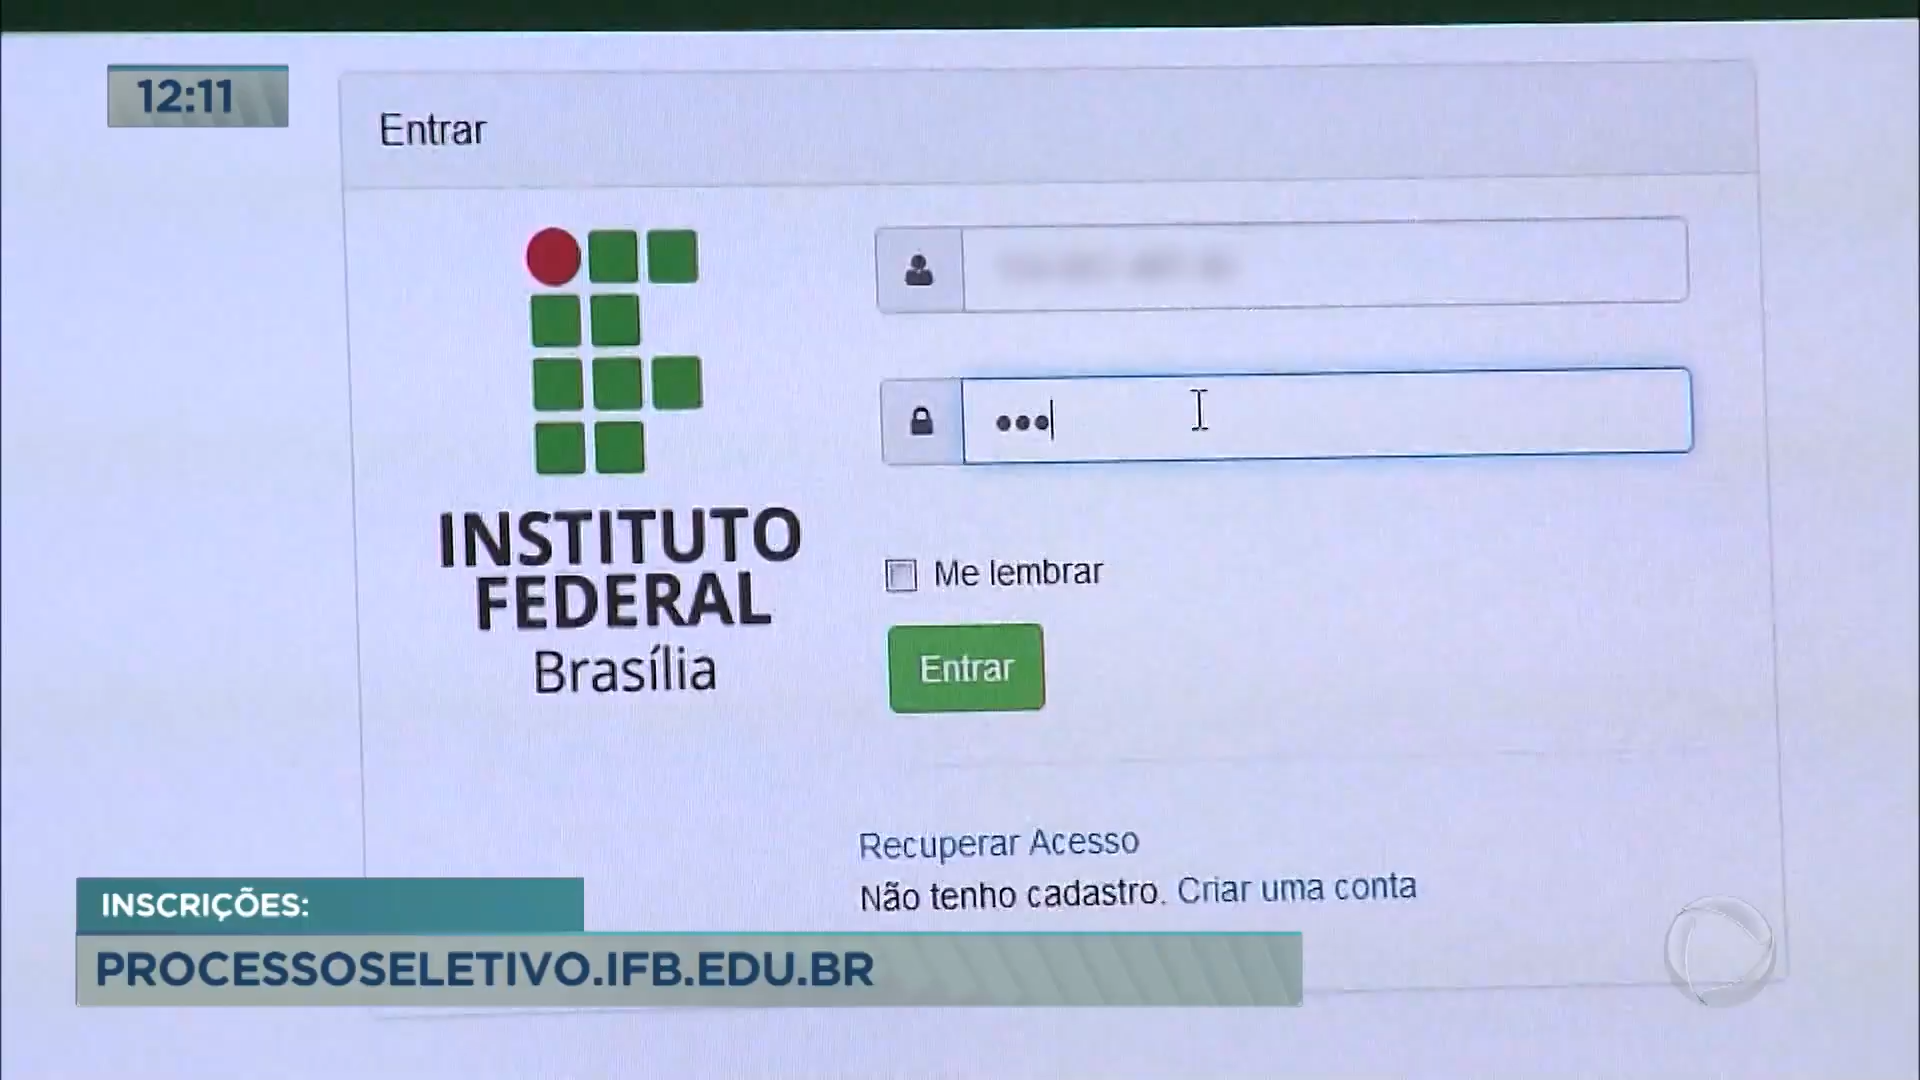 12:11
Entrar
INSTITUTO
FEDERAL
Brasília
Me lembrar
Entrar
Recuperar Acesso
Não tenho cadastro. Criar uma conta
INSCRIÇÕES:
PROCESSOSELETIVO.IFB.EDU.BR